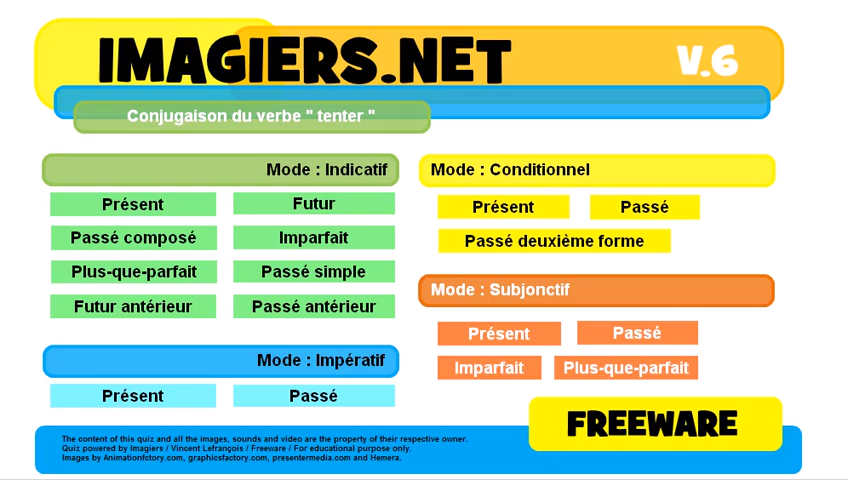 IMAGIERS.NET
V.6
Conjugaison du verbe " tenter "
Mode : Indicatif
Présent
Futur
Passé composé
Imparfait
Plus-que-parfait
Passé simple
Futur antérieur
Passé antérieur
Mode : Impératif
Présent
Passé
Mode : Conditionnel
Présent
Passé
Passé deuxième forme
Mode : Subjonctif
Présent
Passé
Imparfait
Plus-que-parfait
FREEWARE
The content of this quiz and all the images, sounds and video are the property of their respective owner.
Quiz powered by Imagiers / Vincent Lefrançois / Freeware / For educational purpose only.
Images by Animationfctory.com, graphicsfactory.com, presentermedia.com and Hemera.